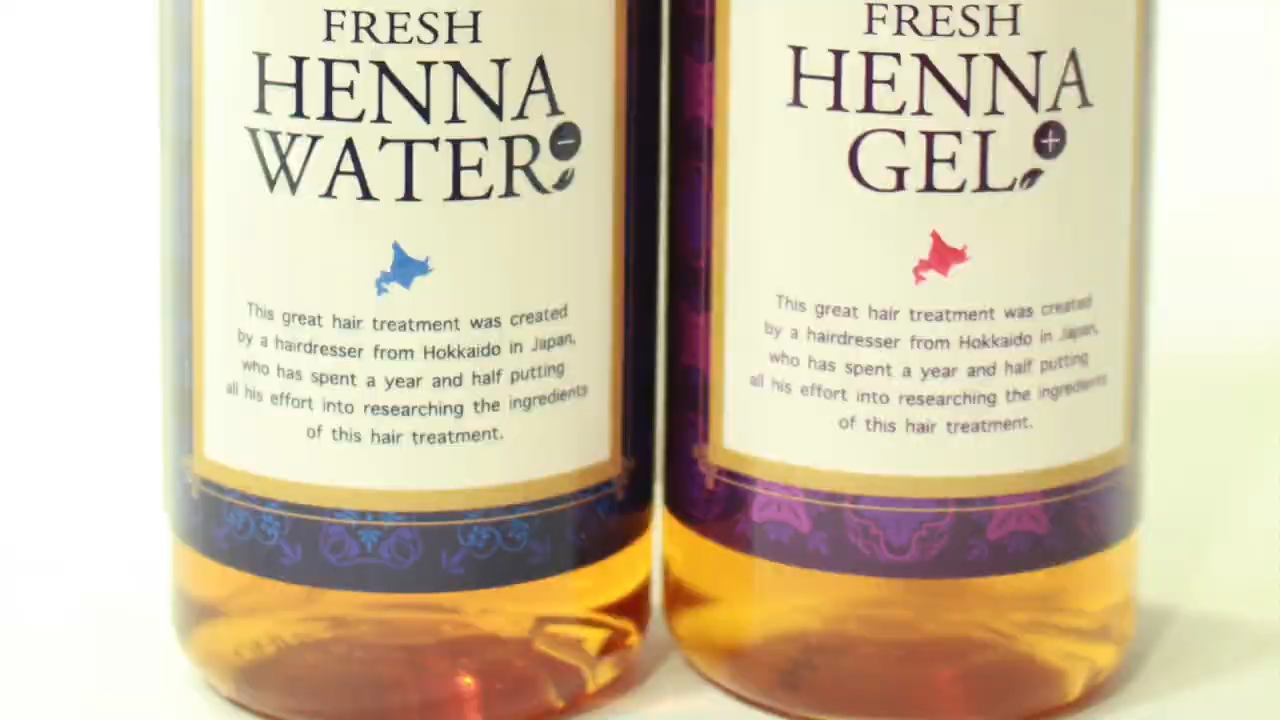 FRESH
HENNA
WATER
This great hair treatment was created
by a hairdresser from Hokkaido in Japan,
who has spent a year and half putting
all his effort into researching the ingredients
of this hair treatment.
FRESH
HENNA
GEL
This great hair treatment was created
by a hairdresser from Hokkaido in Japan,
who has spent a year and half putting
all his effort into researching the ingredients
of this hair treatment.